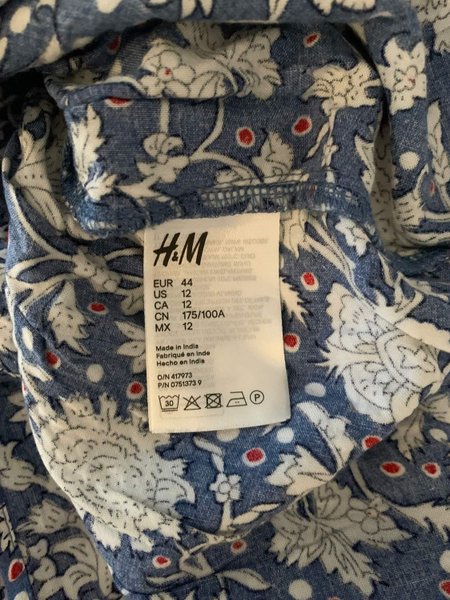 H&M
EUR 44
US 12
CA 12
CN 175/100A
MX 12
Made in India
Fabriqué en Inde
Hecho en India
O/N 417973
P/N 0751373 9
30
P